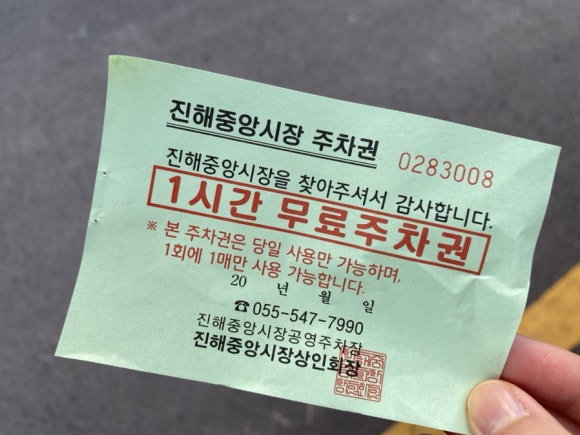 진해중앙시장 주차권 0283008
진해중앙시장을 찾아주셔서 감사합니다.
1시간 무료주차권
※ 본 주차권은 당일 사용만 가능하며,
1회에 1매만 사용 가능합니다.
20 년 월 일
☎055-547-7990
진해중앙시장공영주차장
진해중앙시장상인회장